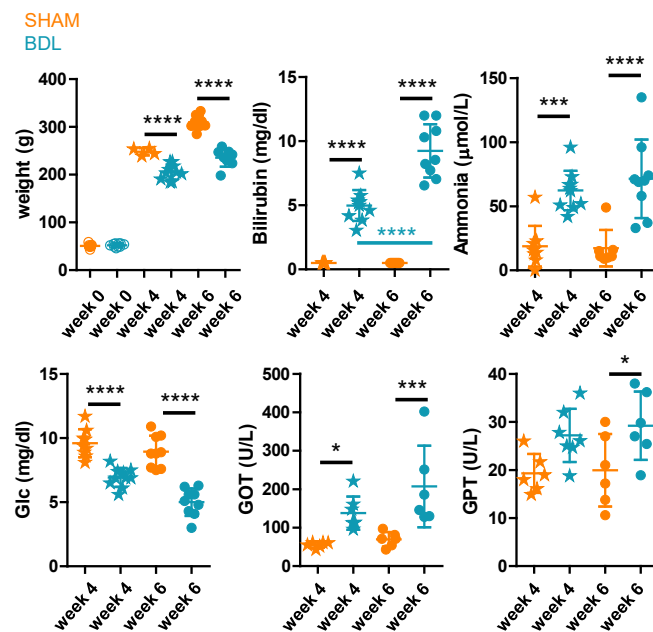 SHAM
BDL
weight (g)
400
300
200
100
0
****
****
week 0
week 0
week 4
week 4
week 6
week 6
Bilirubin (mg/dl)
15
10
5
0
****
****
****
week 4
week 4
week 6
week 6
Ammonia (μmol/L)
150
100
50
0
***
****
week 4
week 4
week 6
week 6
Glc (mg/dl)
15
10
5
0
****
****
week 4
week 4
week 6
week 6
GOT (U/L)
500
400
300
200
100
0
*
***
week 4
week 4
week 6
week 6
GPT (U/L)
40
30
20
10
0
*
week 4
week 4
week 6
week 6